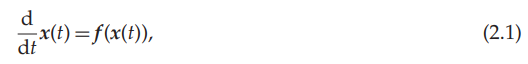 d/dt x(t)=f(x(t)), (2.1)